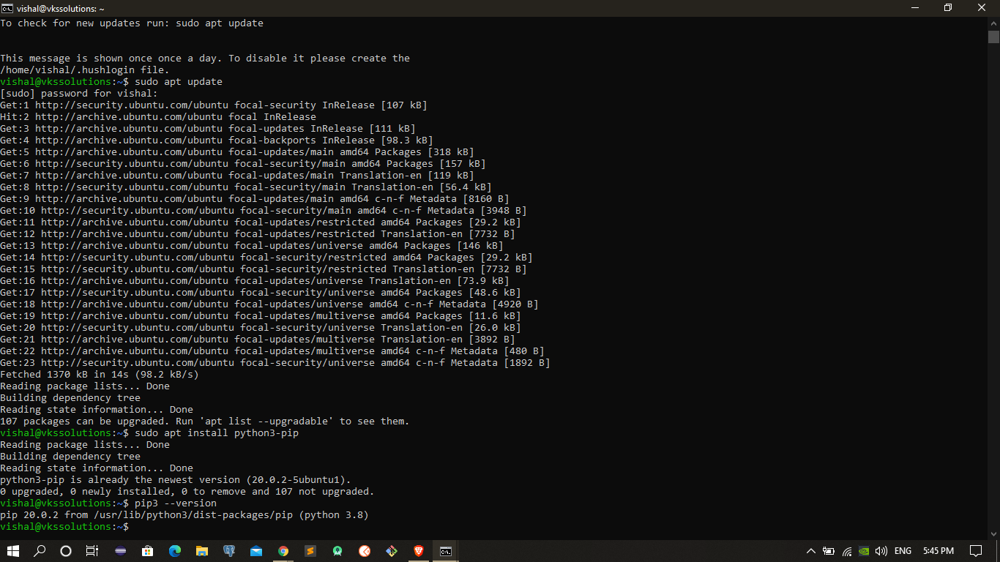 vishal@vkssolutions: ~
To check for new updates run: sudo apt update
This message is shown once once a day. To disable it please create the
/home/vishal/.hushlogin file.
vishal@vkssolutions:~$ sudo apt update
[sudo] password for vishal:
Get:1 http://security.ubuntu.com/ubuntu focal-security InRelease [107 kB]
Hit:2 http://archive.ubuntu.com/ubuntu focal InRelease
Get:3 http://archive.ubuntu.com/ubuntu focal-updates InRelease [111 kB]
Get:4 http://archive.ubuntu.com/ubuntu focal-backports InRelease [98.3 kB]
Get:5 http://archive.ubuntu.com/ubuntu focal-updates/main amd64 Packages [318 kB]
Get:6 http://security.ubuntu.com/ubuntu focal-security/main amd64 Packages [157 kB]
Get:7 http://archive.ubuntu.com/ubuntu focal-updates/main Translation-en [119 kB]
Get:8 http://security.ubuntu.com/ubuntu focal-security/main Translation-en [56.4 kB]
Get:9 http://archive.ubuntu.com/ubuntu focal-updates/main amd64 c-n-f Metadata [8160 B]
Get:10 http://security.ubuntu.com/ubuntu focal-security/main amd64 c-n-f Metadata [3948 B]
Get:11 http://archive.ubuntu.com/ubuntu focal-updates/restricted amd64 Packages [29.2 kB]
Get:12 http://archive.ubuntu.com/ubuntu focal-updates/restricted Translation-en [7732 B]
Get:13 http://archive.ubuntu.com/ubuntu focal-updates/universe amd64 Packages [146 kB]
Get:14 http://security.ubuntu.com/ubuntu focal-security/restricted amd64 Packages [29.2 kB]
Get:15 http://security.ubuntu.com/ubuntu focal-security/restricted Translation-en [7732 B]
Get:16 http://archive.ubuntu.com/ubuntu focal-updates/universe Translation-en [73.9 kB]
Get:17 http://security.ubuntu.com/ubuntu focal-security/universe amd64 Packages [48.6 kB]
Get:18 http://archive.ubuntu.com/ubuntu focal-updates/universe amd64 c-n-f Metadata [4920 B]
Get:19 http://archive.ubuntu.com/ubuntu focal-updates/multiverse amd64 Packages [11.6 kB]
Get:20 http://security.ubuntu.com/ubuntu focal-security/universe Translation-en [26.0 kB]
Get:21 http://archive.ubuntu.com/ubuntu focal-updates/multiverse Translation-en [3892 B]
Get:22 http://archive.ubuntu.com/ubuntu focal-updates/multiverse amd64 c-n-f Metadata [480 B]
Get:23 http://security.ubuntu.com/ubuntu focal-security/universe amd64 c-n-f Metadata [1892 B]
Fetched 1370 kB in 14s (98.2 kB/s)
Reading package lists... Done
Building dependency tree
Reading state information... Done
107 packages can be upgraded. Run 'apt list --upgradable' to see them.
vishal@vkssolutions:~$ sudo apt install python3-pip
Reading package lists... Done
Building dependency tree
Reading state information... Done
python3-pip is already the newest version (20.0.2-5ubuntu1).
0 upgraded, 0 newly installed, 0 to remove and 107 not upgraded.
vishal@vkssolutions:~$ pip3 --version
pip 20.0.2 from /usr/lib/python3/dist-packages/pip (python 3.8)
vishal@vkssolutions:~$
ENG 5:45 PM